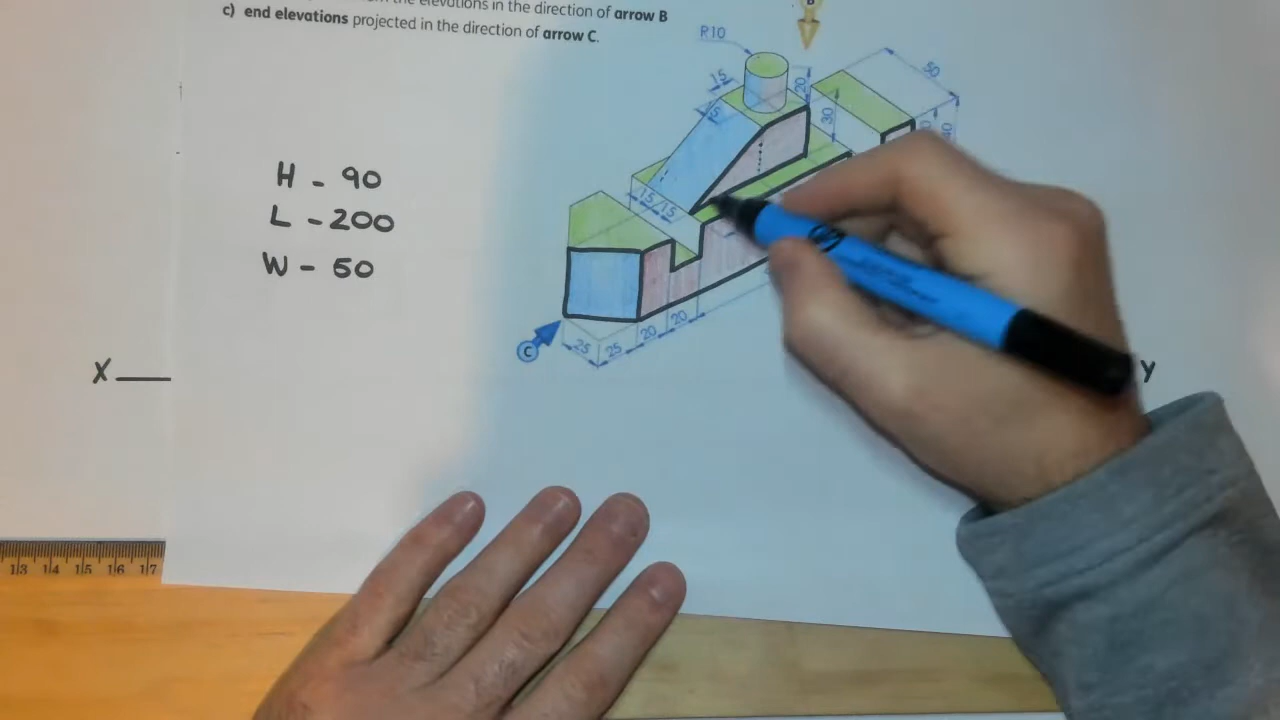 elevations in the direction of arrow B
c) end elevations projected in the direction of arrow C.
R10
15
20
50
15
30
40
H - 90
15 15
L - 200
W - 50
20
20
C
25
25
X
Y
13 14 15 16 17